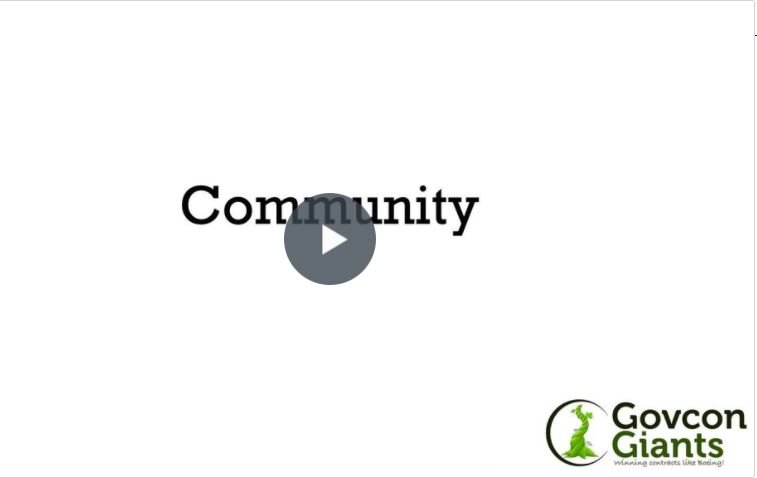 Community
Govcon
Giants
Winning contracts like Boeing!